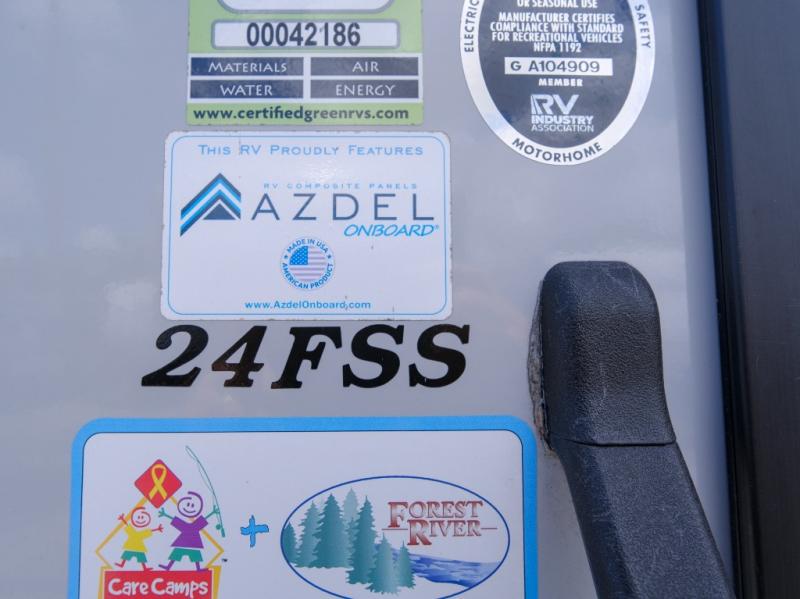 00042186
MATERIALS AIR
WATER ENERGY
www.certifiedgreenrvs.com
OR SEASONAL USE
MANUFACTURER CERTIFIES
COMPLIANCE WITH STANDARD
FOR RECREATIONAL VEHICLES
NFPA 1192
G A104909
MEMBER
RV
INDUSTRY
ASSOCIATION
MOTORHOME
SAFETY
THIS RV PROUDLY FEATURES
RV COMPOSITE PANELS
AZDEL
ONBOARD®
MADE IN USA
AMERICAN PRODUCT
www.AzdelOnboard.com
24FSS
Care Camps
™
+
FOREST
RIVER